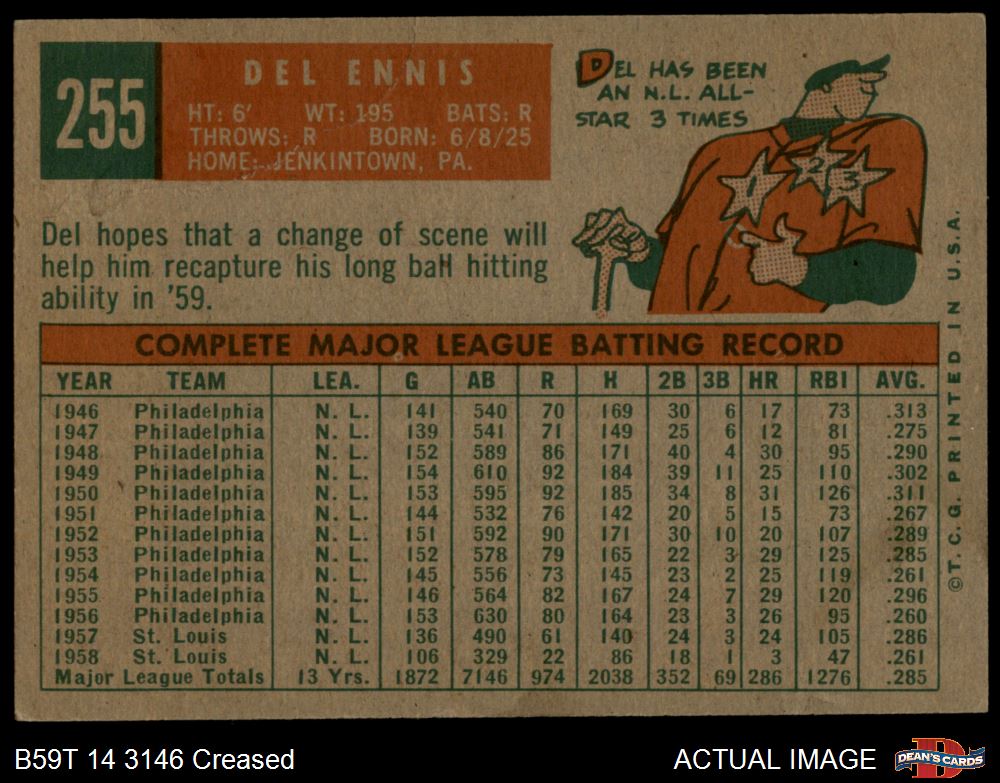 255
DEL ENNIS
HT: 6' WT: 195 BATS: R
THROWS: R BORN: 6/8/25
HOME: JENKINTOWN, PA.
DEL HAS BEEN
AN N.L. ALL-
STAR 3 TIMES
1 2 3
Del hopes that a change of scene will
help him recapture his long ball hitting
ability in '59.
COMPLETE MAJOR LEAGUE BATTING RECORD
YEAR TEAM LEA. G AB R H 2B 3B HR RBI AVG.
1946 Philadelphia N. L. 141 540 70 169 30 6 17 73 .313
1947 Philadelphia N. L. 139 541 71 149 25 6 12 81 .275
1948 Philadelphia N. L. 152 589 86 171 40 4 30 95 .290
1949 Philadelphia N. L. 154 610 92 184 39 11 25 110 .302
1950 Philadelphia N. L. 153 595 92 185 34 8 31 126 .311
1951 Philadelphia N. L. 144 532 76 142 20 5 15 73 .267
1952 Philadelphia N. L. 151 592 90 171 30 10 20 107 .289
1953 Philadelphia N. L. 152 578 79 165 22 3 29 125 .285
1954 Philadelphia N. L. 145 556 73 145 23 2 25 119 .261
1955 Philadelphia N. L. 146 564 82 167 24 7 29 120 .296
1956 Philadelphia N. L. 153 630 80 164 23 3 26 95 .260
1957 St. Louis N. L. 136 490 61 140 24 3 24 105 .286
1958 St. Louis N. L. 106 329 22 86 18 1 3 47 .261
Major League Totals 13 Yrs. 1872 7146 974 2038 352 69 286 1276 .285
©T. C. G. PRINTED IN U.S.A.
B59T 14 3146 Creased
ACTUAL IMAGE
D
DEAN'S CARDS